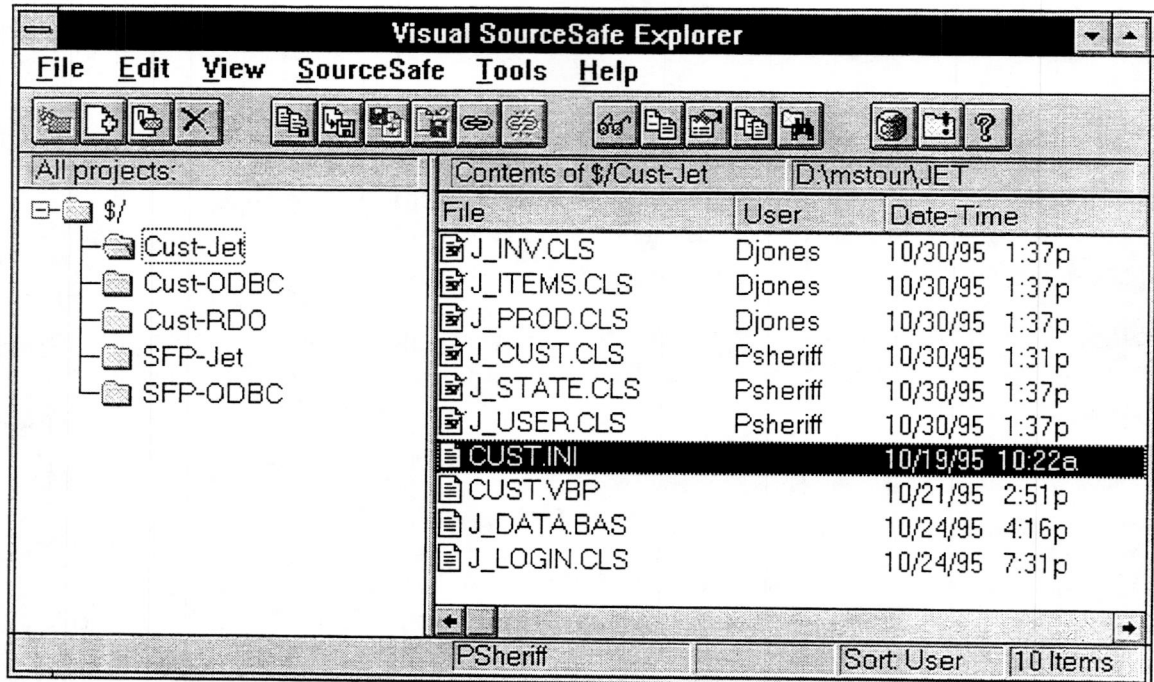 Visual SourceSafe Explorer
File Edit View SourceSafe Tools Help
All projects:
$/
Cust-Jet
Cust-ODBC
Cust-RDO
SFP-Jet
SFP-ODBC
Contents of $/Cust-Jet D:\mstour\JET
File User Date-Time
J_INV.CLS Djones 10/30/95 1:37p
J_ITEMS.CLS Djones 10/30/95 1:37p
J_PROD.CLS Djones 10/30/95 1:37p
J_CUST.CLS Psheriff 10/30/95 1:31p
J_STATE.CLS Psheriff 10/30/95 1:37p
J_USER.CLS Psheriff 10/30/95 1:37p
CUST.INI 10/19/95 10:22a
CUST.VBP 10/21/95 2:51p
J_DATA.BAS 10/24/95 4:16p
J_LOGIN.CLS 10/24/95 7:31p
PSheriff Sort: User 10 Items